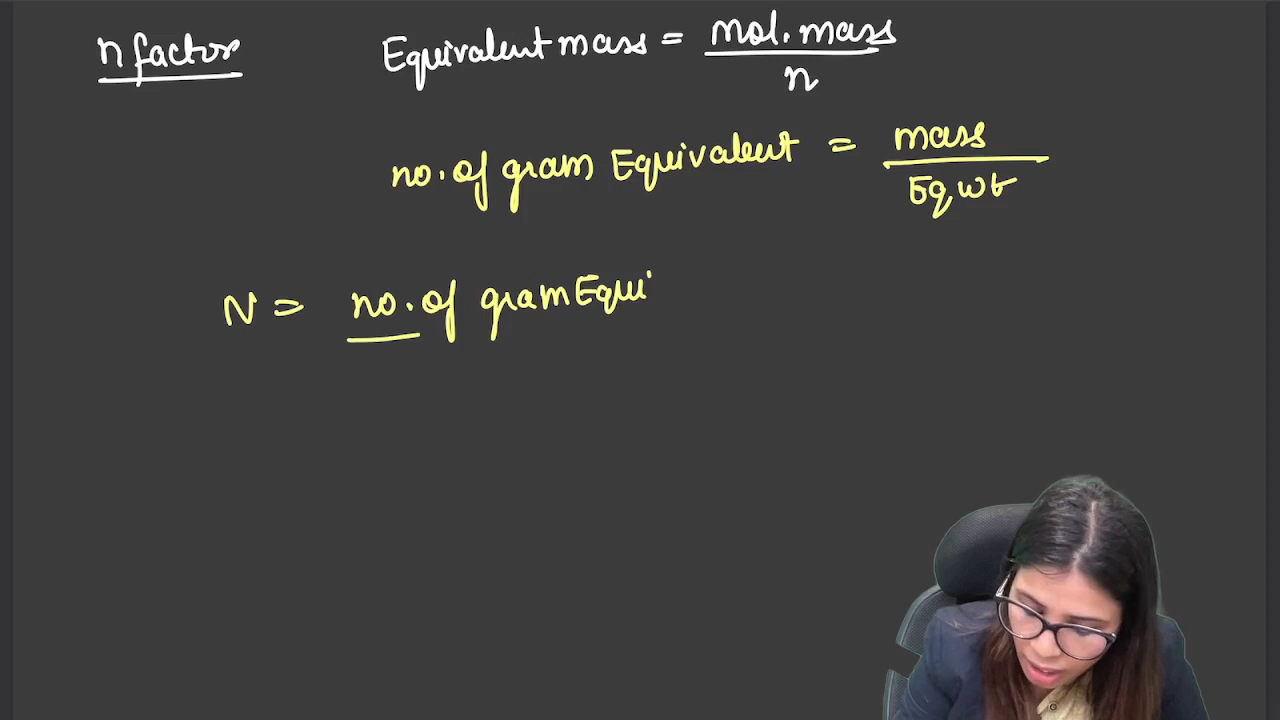 n factor Equivalent mass = mol. mass / n
no. of gram Equivalent = mass / Eq wt
N = no. of gram Equi